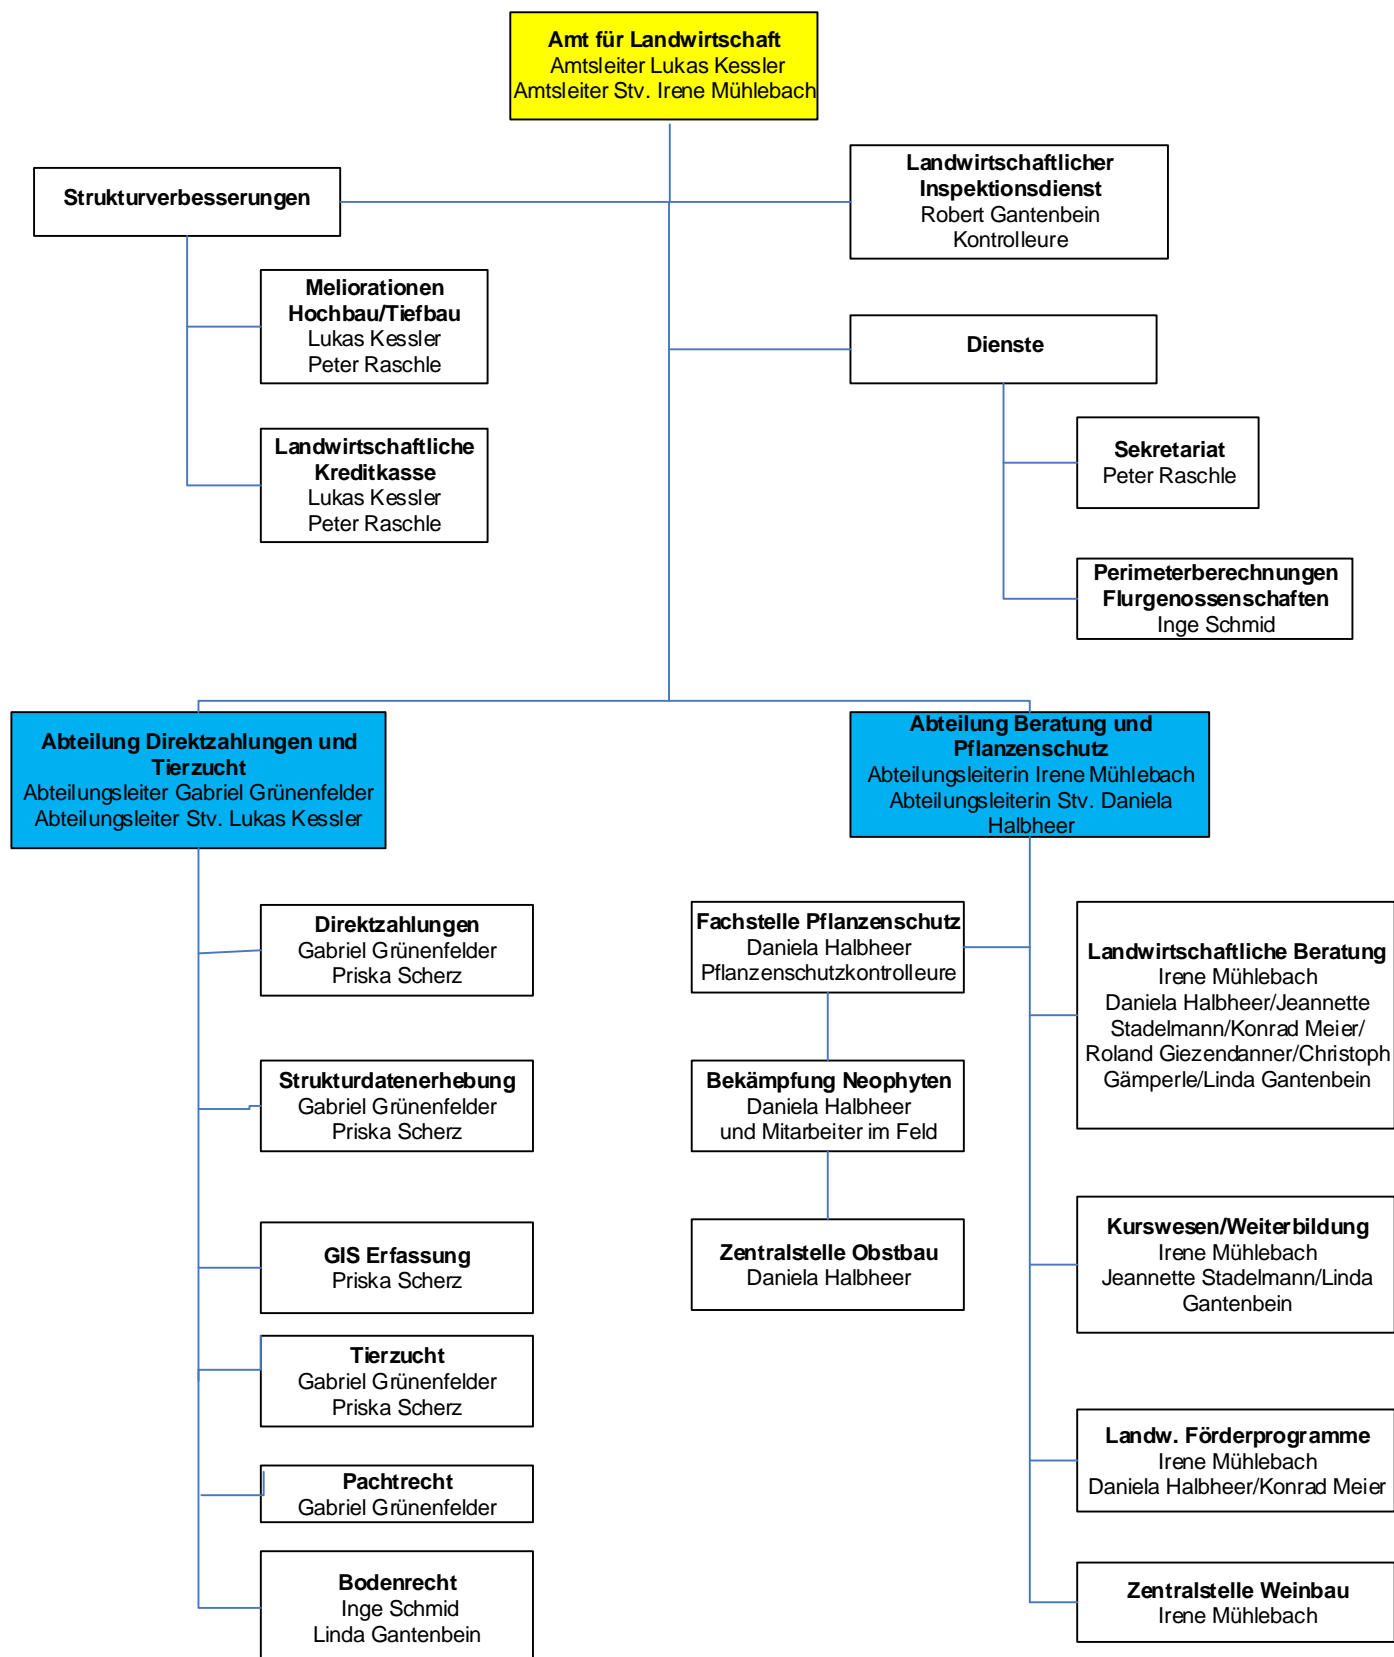 Amt für Landwirtschaft
Amtsleiter Lukas Kessler
Amtsleiter Stv. Irene Mühlebach
Strukturverbesserungen
Landwirtschaftlicher
Inspektionsdienst
Robert Gantenbein
Kontrolleure
Meliorationen
Hochbau/Tiefbau
Lukas Kessler
Peter Raschle
Dienste
Landwirtschaftliche
Kreditkasse
Lukas Kessler
Peter Raschle
Sekretariat
Peter Raschle
Perimeterberechnungen
Flurgenossenschaften
Inge Schmid
Abteilung Direktzahlungen und
Tierzucht
Abteilungsleiter Gabriel Grünenfelder
Abteilungsleiter Stv. Lukas Kessler
Abteilung Beratung und
Pflanzenschutz
Abteilungsleiterin Irene Mühlebach
Abteilungsleiterin Stv. Daniela
Halbheer
Direktzahlungen
Gabriel Grünenfelder
Priska Scherz
Strukturdatenerhebung
Gabriel Grünenfelder
Priska Scherz
GIS Erfassung
Priska Scherz
Tierzucht
Gabriel Grünenfelder
Priska Scherz
Pachtrecht
Gabriel Grünenfelder
Bodenrecht
Inge Schmid
Linda Gantenbein
Fachstelle Pflanzenschutz
Daniela Halbheer
Pflanzenschutzkontrolleure
Bekämpfung Neophyten
Daniela Halbheer
und Mitarbeiter im Feld
Zentralstelle Obstbau
Daniela Halbheer
Landwirtschaftliche Beratung
Irene Mühlebach
Daniela Halbheer/Jeannette
Stadelmann/Konrad Meier/
Roland Giezendanner/Christoph
Gämperle/Linda Gantenbein
Kurswesen/Weiterbildung
Irene Mühlebach
Jeannette Stadelmann/Linda
Gantenbein
Landw. Förderprogramme
Irene Mühlebach
Daniela Halbheer/Konrad Meier
Zentralstelle Weinbau
Irene Mühlebach